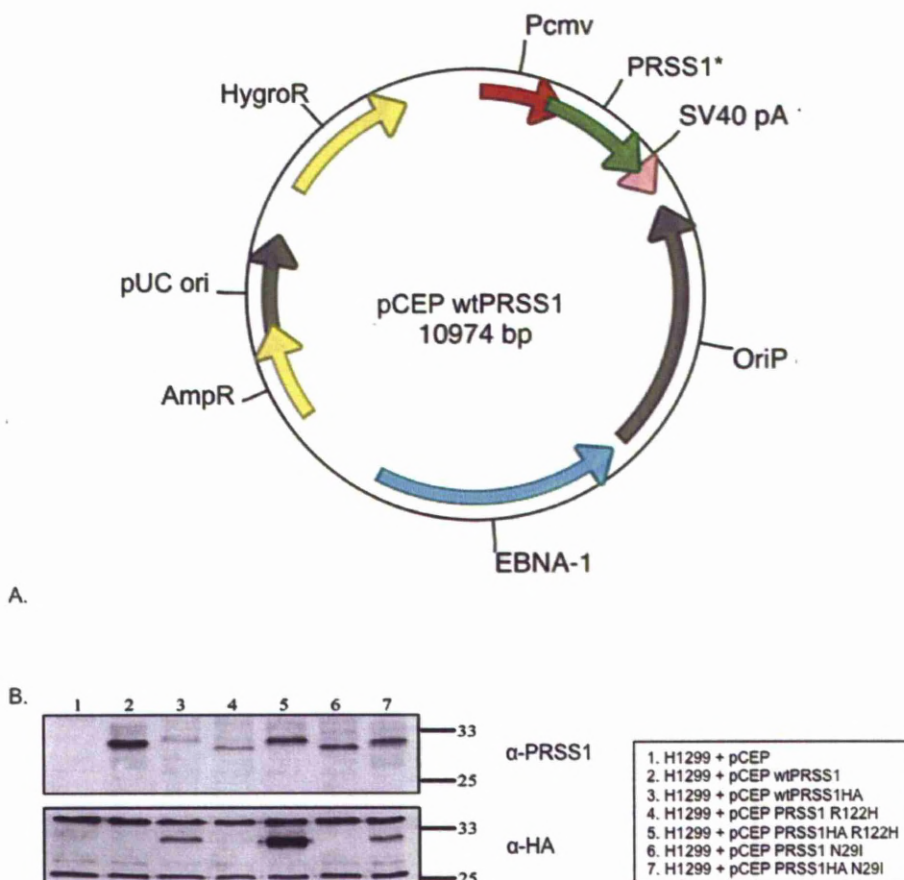 Pcmv
PRSS1*
HygroR
SV40 pA
pUC ori
pCEP wtPRSS1
10974 bp
OriP
AmpR
EBNA-1
A.
B.
1 2 3 4 5 6 7
33
α-PRSS1
25
33
α-HA
25
1. H1299 + pCEP
2. H1299 + pCEP wtPRSS1
3. H1299 + pCEP wtPRSS1HA
4. H1299 + pCEP PRSS1 R122H
5. H1299 + pCEP PRSS1HA R122H
6. H1299 + pCEP PRSS1 N29I
7. H1299 + pCEP PRSS1HA N29I